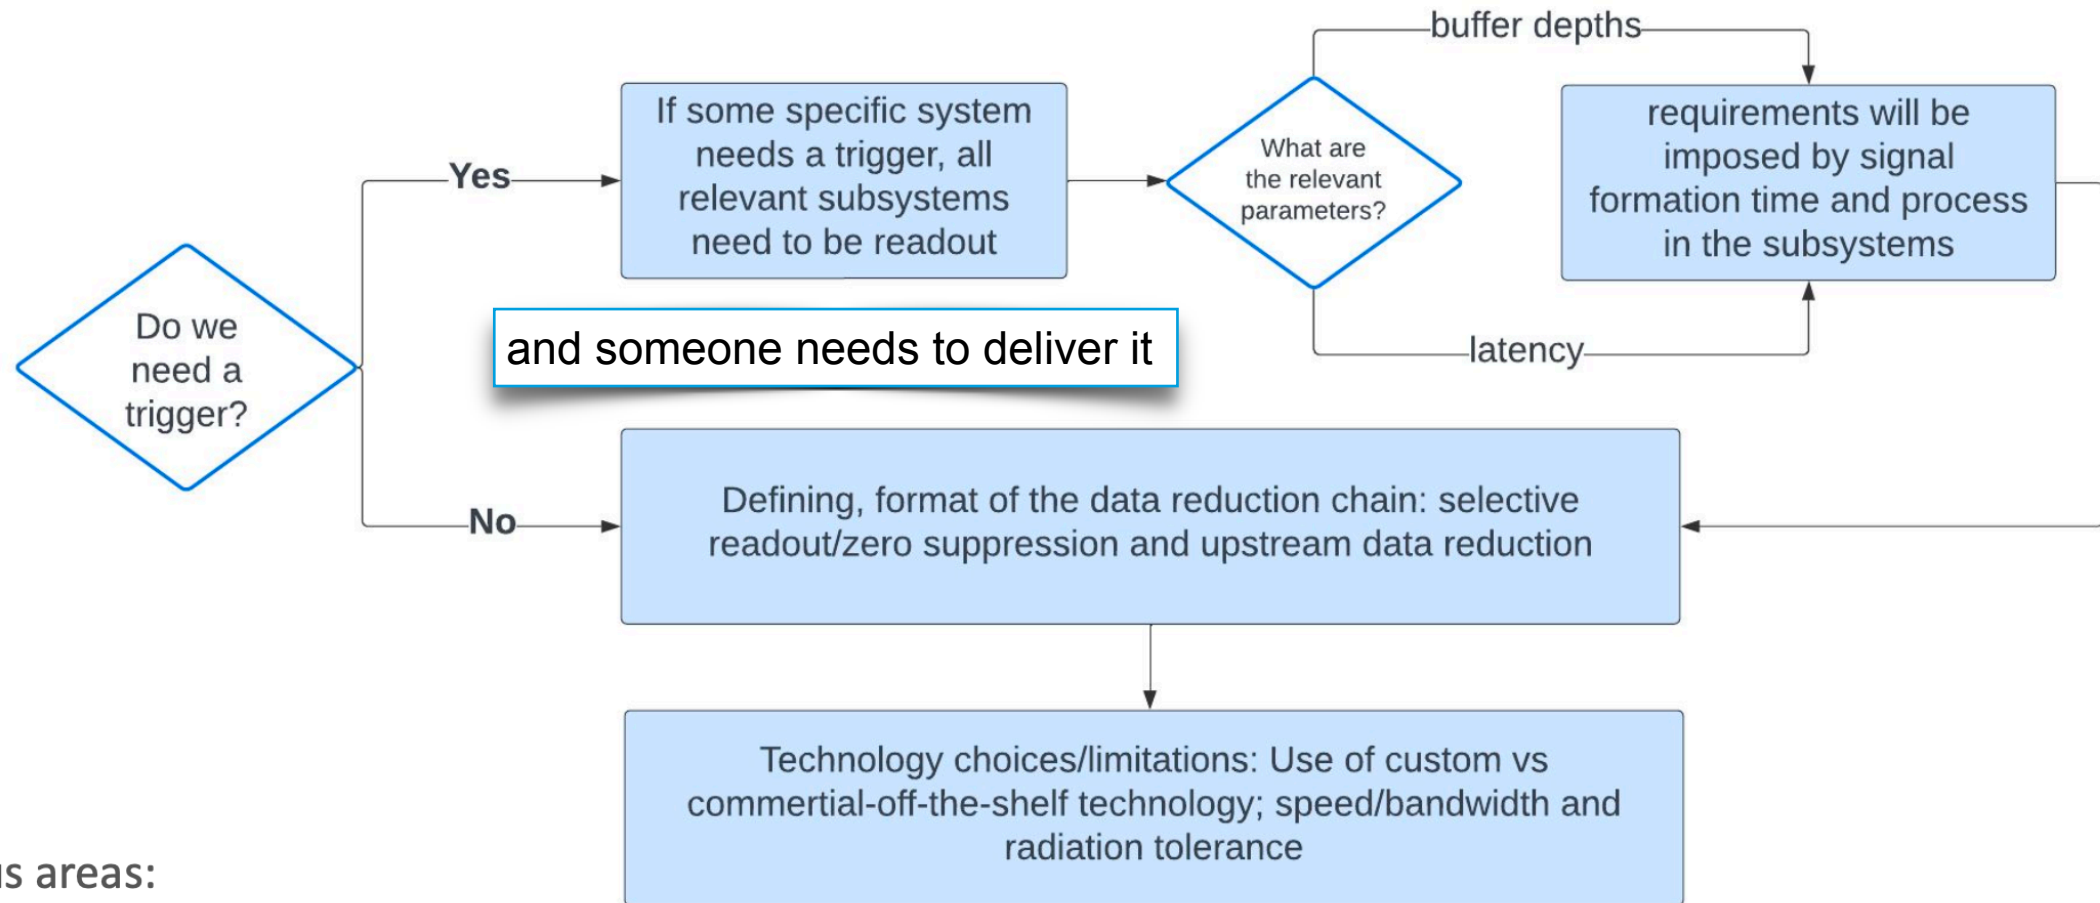 Do we
need a
trigger?
Yes
If some specific system
needs a trigger, all
relevant subsystems
need to be readout
What are
the relevant
parameters?
buffer depths
latency
requirements will be
imposed by signal
formation time and process
in the subsystems
and someone needs to deliver it
No
Defining, format of the data reduction chain: selective
readout/zero suppression and upstream data reduction
Technology choices/limitations: Use of custom vs
commertial-off-the-shelf technology; speed/bandwidth and
radiation tolerance
us areas: